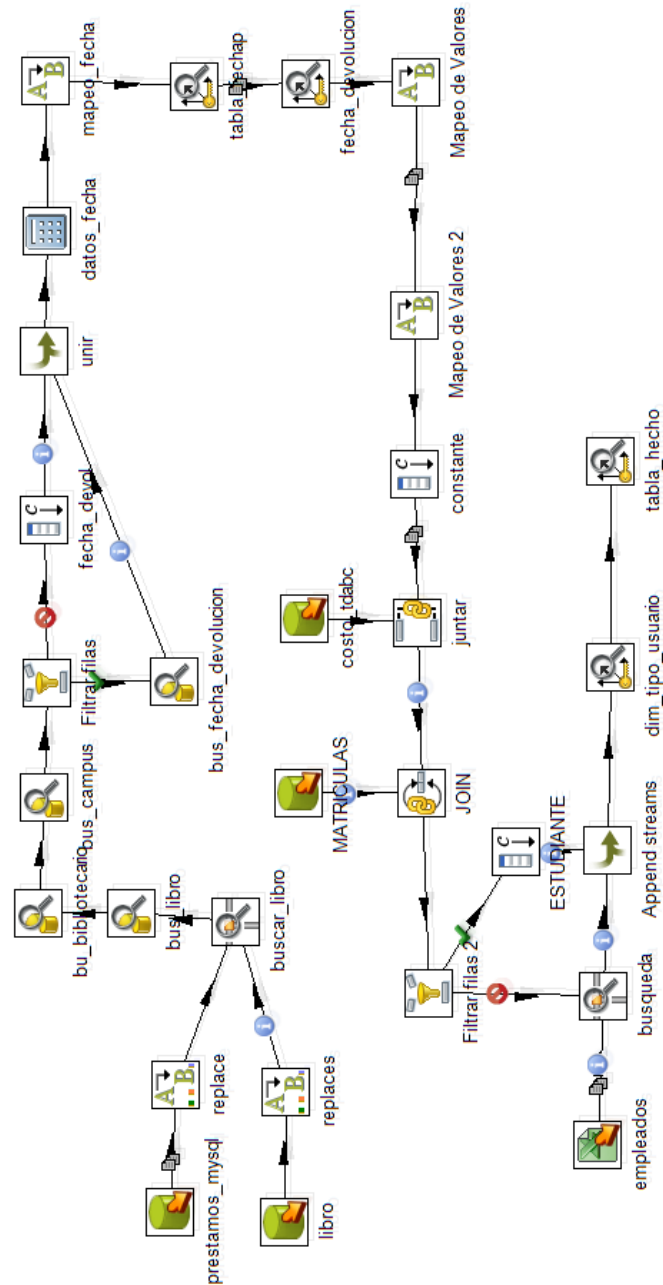 prestamos_mysql
replace
libro
replaces
buscar_libro
bus_libro
bu_bibliotecario
bus_campus
Filtrar filas
bus_fecha_devolucion
fecha_devol
unir
datos_fecha
mapeo_fecha
fecha_devolucion
Mapeo de Valores
Mapeo de Valores 2
constante
costo_tdabc
juntar
MATRICULAS
JOIN
Filtrar filas 2
ESTUDIANTE
empleados
busqueda
Append streams
dim_tipo_usuario
tabla_hecho